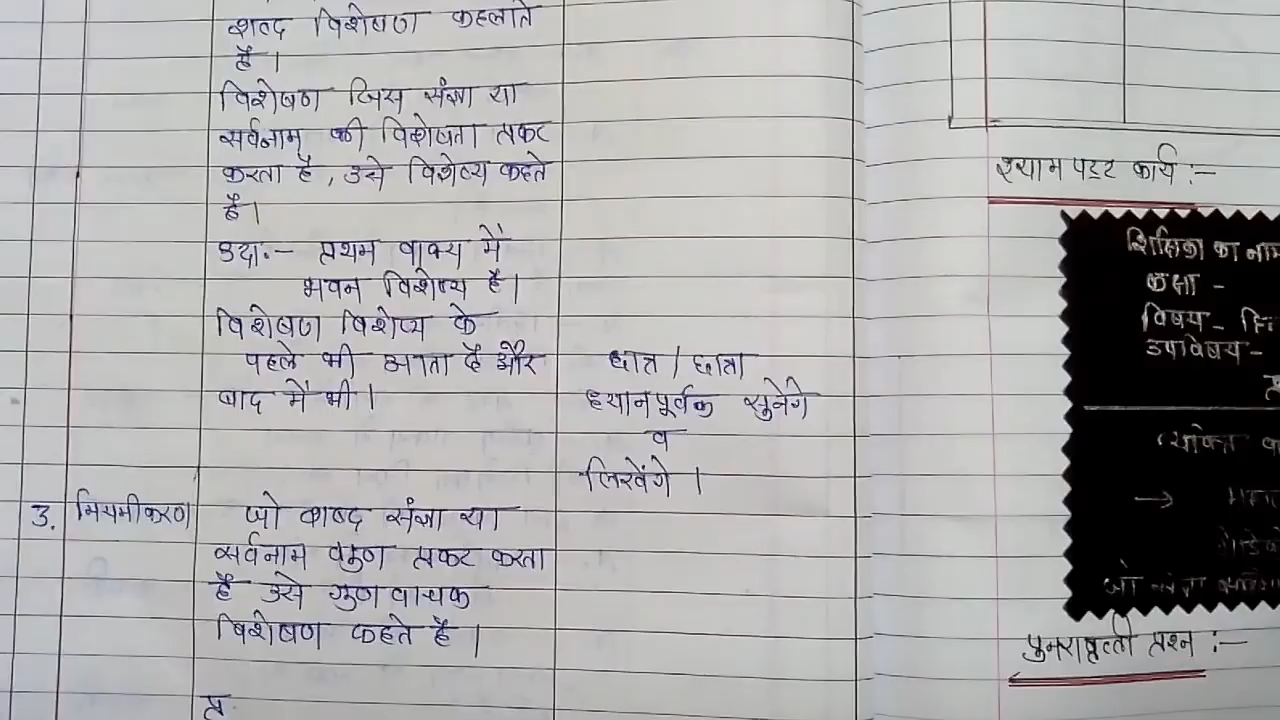 शब्द विशेषण कहलाते
है ।
विशेषण जिस संज्ञा या
सर्वनाम की विशेषता प्रकट
करता है , उसे विशेष्य कहते
है।
उदा:- प्रथम वाक्य में
भवन विशेष्य है।
विशेषण विशेष्य के
पहले भी आता है और
बाद में भी ।
छात्र / छात्रा
ध्यानपूर्वक सुनेंगे
व
लिखेंगे ।
3. नियमीकरण
जो शब्द संज्ञा या
सर्वनाम
प्रकट करता
है उसे गुण वाचक
विशेषण कहते है ।
प्र
श्याम पट्ट कार्य :-
शिक्षिका का नाम
कक्षा -
विषय -
उपविषय -
→
पुनरावृत्ती प्रश्न :-